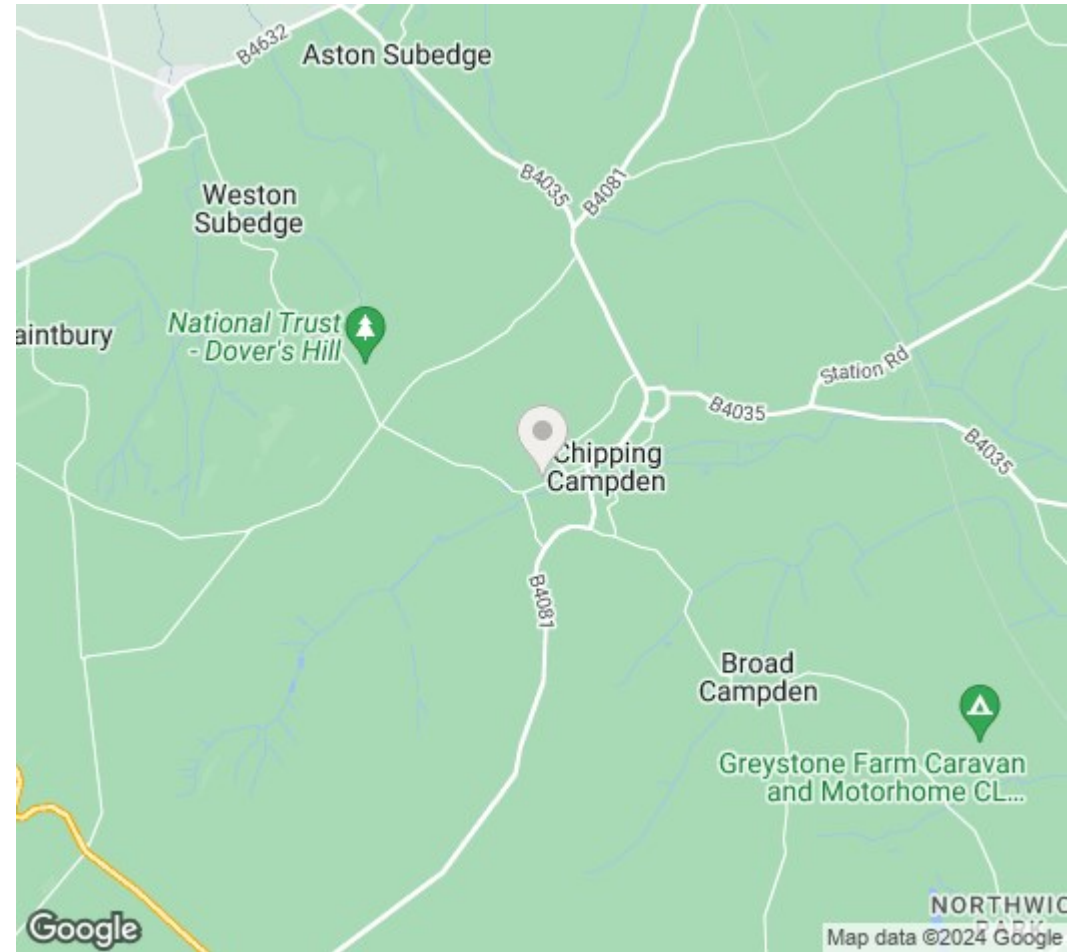 B4632
Aston Subedge
B4035
B4081
Weston
Subedge
National Trust
- Dover's Hill
aintbury
Station Rd
B4035
B4035
Chipping
Campden
B4081
Broad
Campden
Greystone Farm Caravan
and Motorhome CL...
NORTHWIC
PARK
Google
Map data ©2024 Google